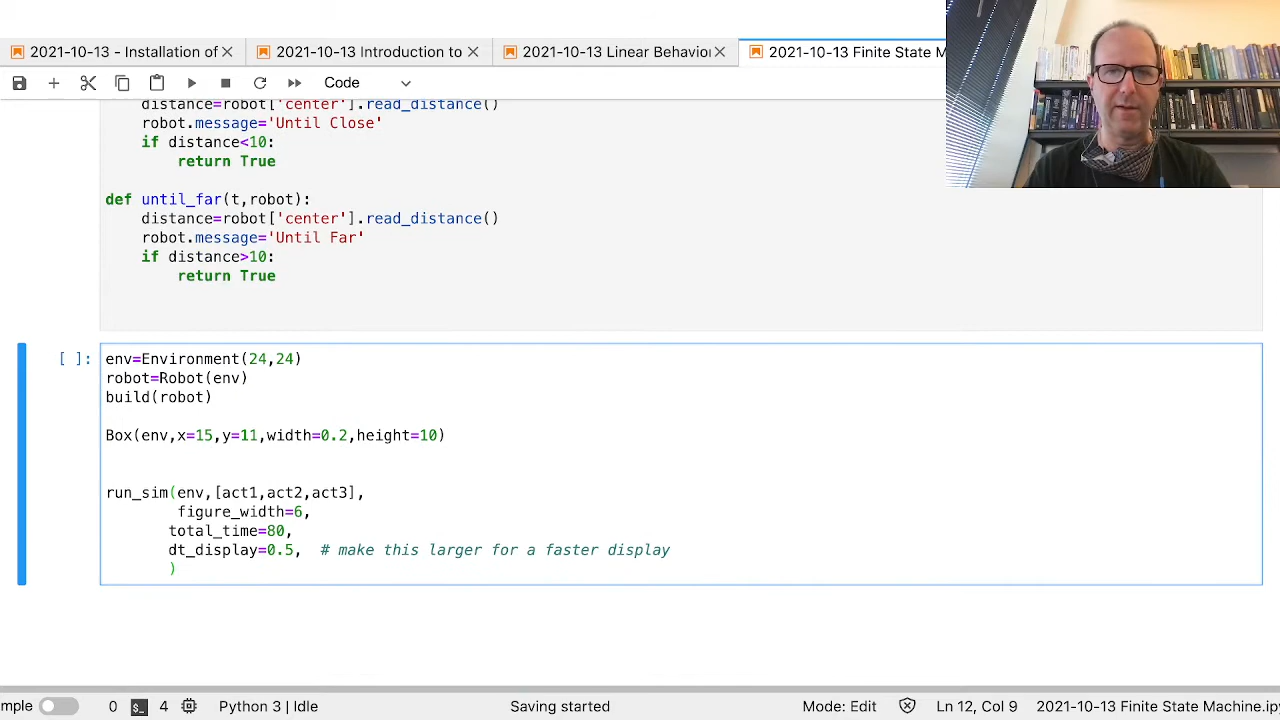 2021-10-13 - Installation of
2021-10-13 Introduction to
2021-10-13 Linear Behavior
2021-10-13 Finite State M
Code
distance=robot['center'].read_distance()
robot.message='Until Close'
if distance<10:
return True
def until_far(t,robot):
distance=robot['center'].read_distance()
robot.message='Until Far'
if distance>10:
return True
[ ]:
env=Environment(24,24)
robot=Robot(env)
build(robot)
Box(env,x=15,y=11,width=0.2,height=10)
run_sim(env,[act1,act2,act3],
figure_width=6,
total_time=80,
dt_display=0.5,  # make this larger for a faster display
)
mple 0 4 Python 3 | Idle Saving started Mode: Edit Ln 12, Col 9 2021-10-13 Finite State Machine.ip